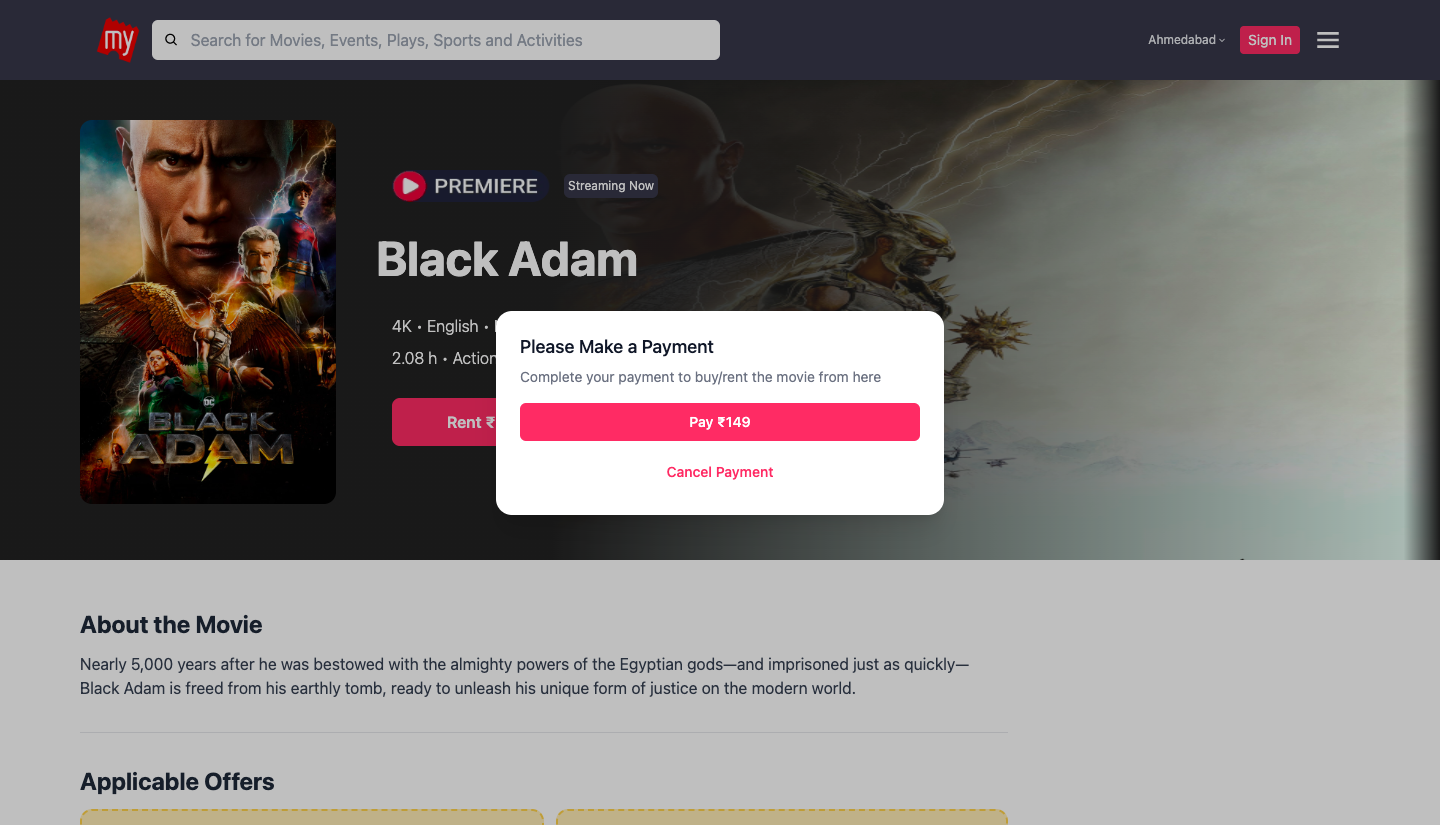 my
Search for Movies, Events, Plays, Sports and Activities
Ahmedabad
Sign In
PREMIERE
Streaming Now
Black Adam
4K • English •
2.08 h • Action
Rent ₹
DC
BLACK
ADAM
Please Make a Payment
Complete your payment to buy/rent the movie from here
Pay ₹149
Cancel Payment
About the Movie
Nearly 5,000 years after he was bestowed with the almighty powers of the Egyptian gods—and imprisoned just as quickly—
Black Adam is freed from his earthly tomb, ready to unleash his unique form of justice on the modern world.
Applicable Offers